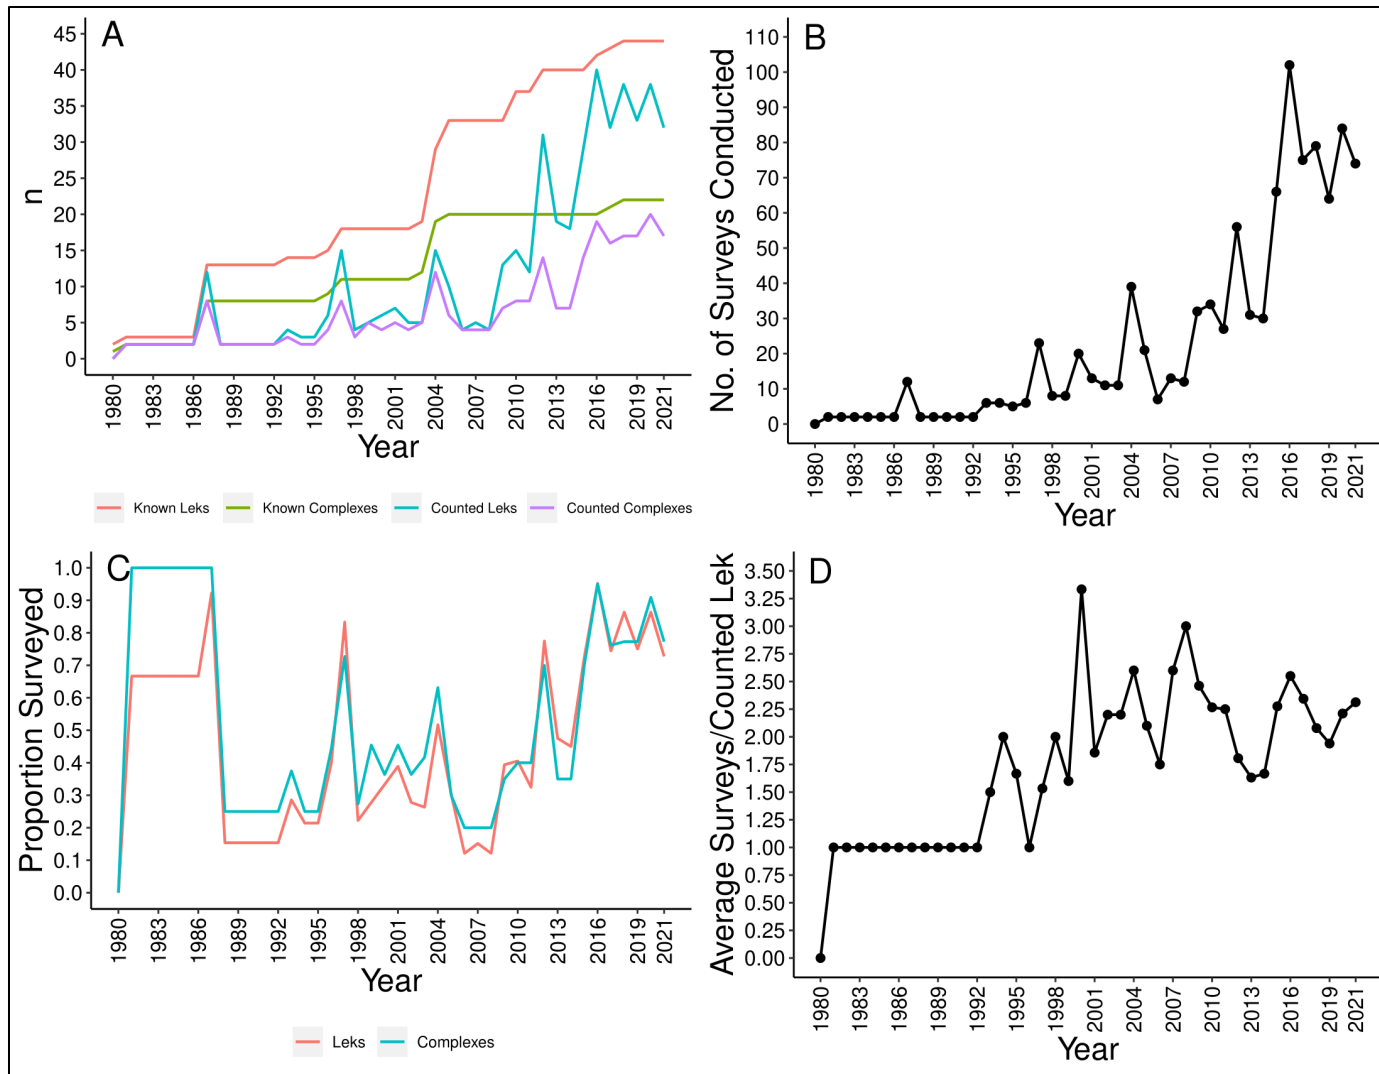 A
n
45
40
35
30
25
20
15
10
5
0
1980 1983 1986 1989 1992 1995 1998 2001 2004 2007 2010 2013 2016 2019 2021
Year
Known Leks Known Complexes Counted Leks Counted Complexes
B
No. of Surveys Conducted
110
100
90
80
70
60
50
40
30
20
10
0
1980 1983 1986 1989 1992 1995 1998 2001 2004 2007 2010 2013 2016 2019 2021
Year
C
Proportion Surveyed
1.0
0.9
0.8
0.7
0.6
0.5
0.4
0.3
0.2
0.1
0.0
1980 1983 1986 1989 1992 1995 1998 2001 2004 2007 2010 2013 2016 2019 2021
Year
Leks Complexes
D
Average Surveys/Counted Lek
3.50
3.25
3.00
2.75
2.50
2.25
2.00
1.75
1.50
1.25
1.00
0.75
0.50
0.25
0.00
1980 1983 1986 1989 1992 1995 1998 2001 2004 2007 2010 2013 2016 2019 2021
Year